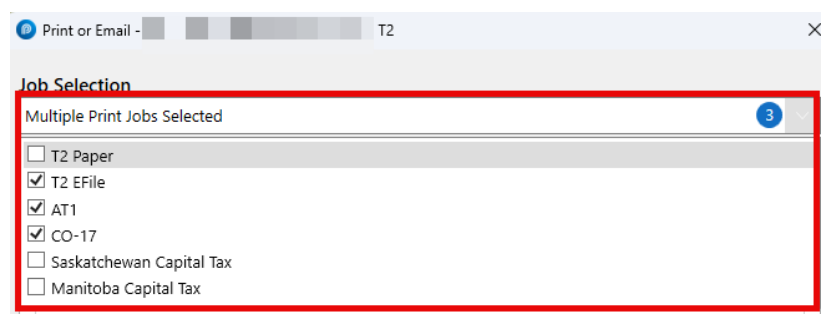 Print or Email - T2
Job Selection
Multiple Print Jobs Selected 3
T2 Paper
T2 EFile
AT1
CO-17
Saskatchewan Capital Tax
Manitoba Capital Tax